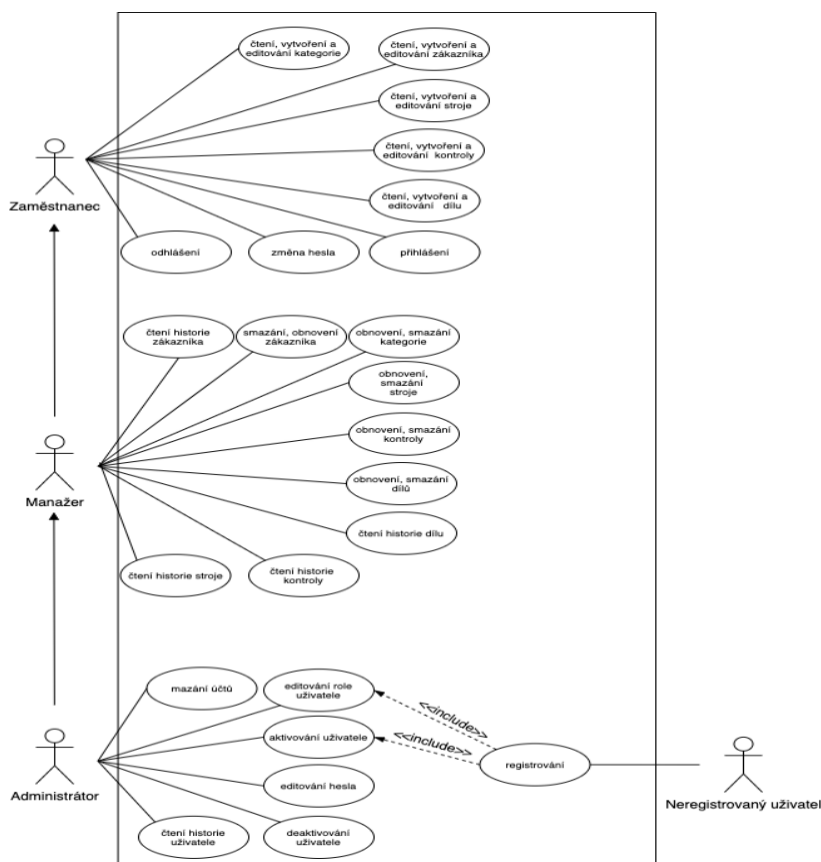 čtení, vytvoření a
editování kategorie
čtení, vytvoření a
editování zákazníka
čtení, vytvoření a
editování stroje
čtení, vytvoření a
editování kontroly
čtení, vytvoření a
editování dílu
Zaměstnanec
odhlášení
změna hesla
přihlášení
čtení historie
zákazníka
smazání, obnovení
zákazníka
obnovení, smazání
kategorie
obnovení,
smazání
stroje
obnovení, smazání
kontroly
Manažer
obnovení, smazání
dílů
čtení historie dílu
čtení historie stroje
čtení historie
kontroly
mazání účtů
editování role
uživatele
<<include>>
aktivování uživatele
<<include>>
registrování
editování hesla
Administrátor
Neregistrovaný uživatel
čtení historie
uživatele
deaktivování
uživatele